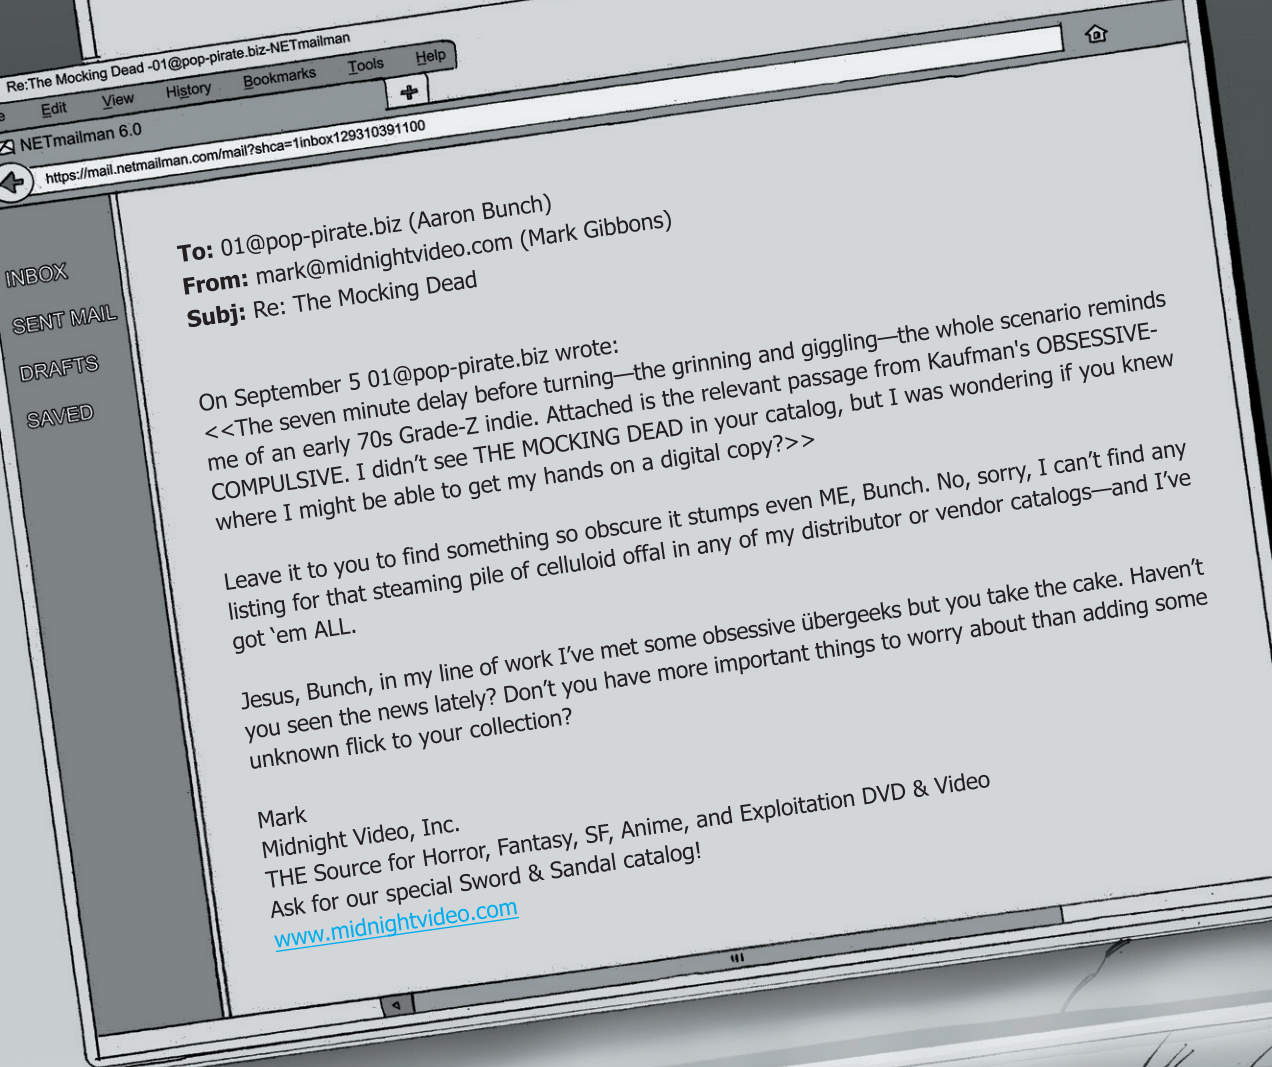 Re:The Mocking Dead -01@pop-pirate.biz-NETmailman
Edit View History Bookmarks Tools Help
NETmailman 6.0
https://mail.netmailman.com/mail?shca=1inbox129310391100
INBOX
SENT MAIL
DRAFTS
SAVED
To: 01@pop-pirate.biz (Aaron Bunch)
From: mark@midnightvideo.com (Mark Gibbons)
Subj: Re: The Mocking Dead
On September 5 01@pop-pirate.biz wrote:
<<The seven minute delay before turning—the grinning and giggling—the whole scenario reminds
me of an early 70s Grade-Z indie. Attached is the relevant passage from Kaufman's OBSESSIVE-
COMPULSIVE. I didn't see THE MOCKING DEAD in your catalog, but I was wondering if you knew
where I might be able to get my hands on a digital copy?>>
Leave it to you to find something so obscure it stumps even ME, Bunch. No, sorry, I can't find any
listing for that steaming pile of celluloid offal in any of my distributor or vendor catalogs—and I've
got ‘em ALL.
Jesus, Bunch, in my line of work I've met some obsessive übergeeks but you take the cake. Haven't
you seen the news lately? Don't you have more important things to worry about than adding some
unknown flick to your collection?
Mark
Midnight Video, Inc.
THE Source for Horror, Fantasy, SF, Anime, and Exploitation DVD & Video
Ask for our special Sword & Sandal catalog!
www.midnightvideo.com